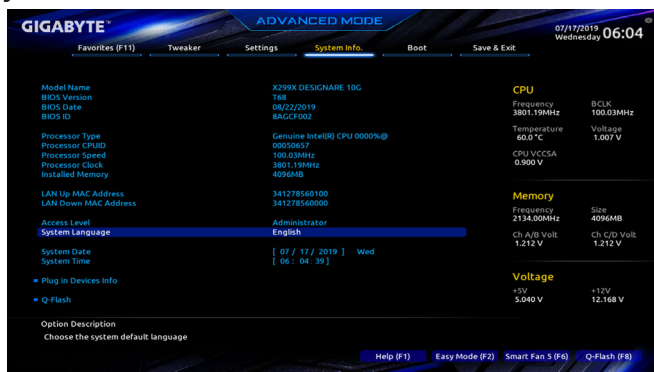 GIGABYTE™
ADVANCED MODE
07/17/2019
Wednesday 06:04
Favorites (F11) Tweaker Settings System Info. Boot Save & Exit
Model Name X299X DESIGNARE 10G
BIOS Version T68
BIOS Date 08/22/2019
BIOS ID 8AGCF002
Processor Type Genuine Intel(R) CPU 0000%@
Processor CPUID 00050657
Processor Speed 100.03MHz
Processor Clock 3801.19MHz
Installed Memory 4096MB
LAN Up MAC Address 341278560100
LAN Down MAC Address 341278560000
Access Level Administrator
System Language English
System Date [ 07 / 17 / 2019 ] Wed
System Time [ 06 : 04 : 39 ]
Plug in Devices Info
Q-Flash
Option Description
Choose the system default language
CPU
Frequency BCLK
3801.19MHz 100.03MHz
Temperature Voltage
60.0 °C 1.007 V
CPU VCCSA
0.900 V
Memory
Frequency Size
2134.00MHz 4096MB
Ch A/B Volt Ch C/D Volt
1.212 V 1.212 V
Voltage
+5V +12V
5.040 V 12.168 V
Help (F1) Easy Mode (F2) Smart Fan 5 (F6) Q-Flash (F8)